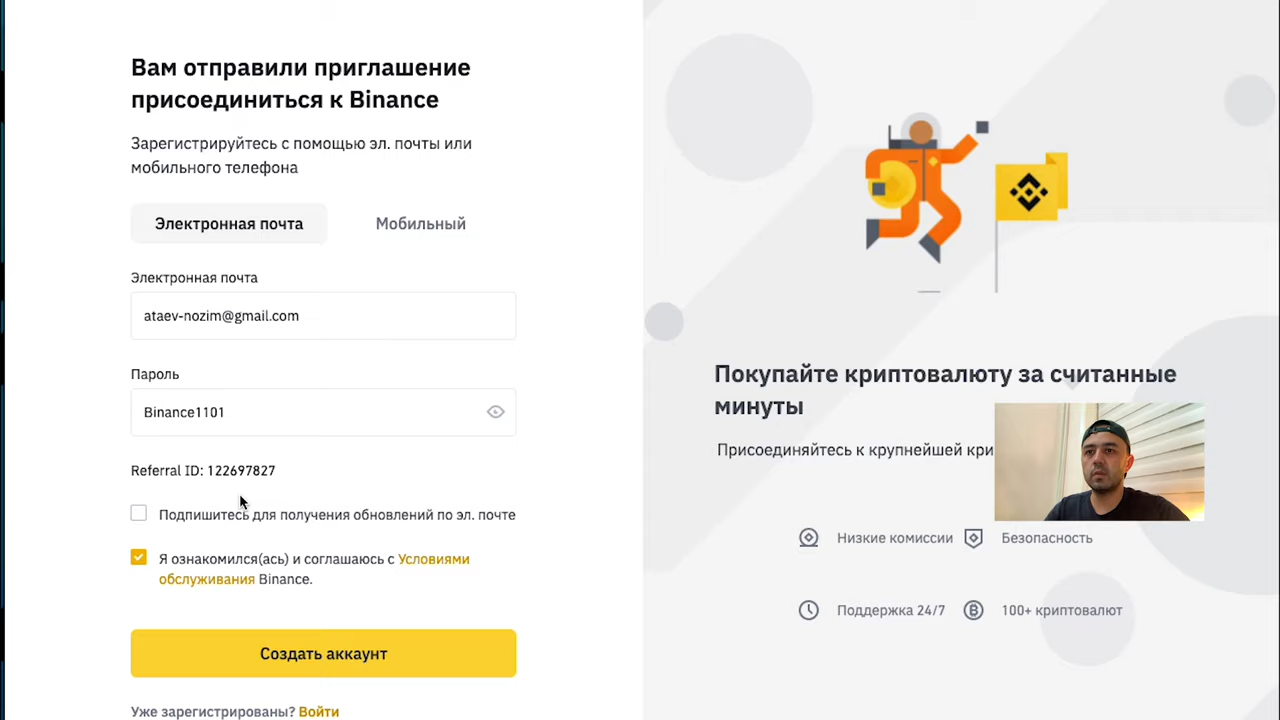 Вам отправили приглашение
присоединиться к Binance
Зарегистрируйтесь с помощью эл. почты или
мобильного телефона
Электронная почта
Мобильный
Электронная почта
ataev-nozim@gmail.com
Пароль
Binance1101
Referral ID: 122697827
Подпишитесь для получения обновлений по эл. почте
Я ознакомился(ась) и соглашаюсь с Условиями
обслуживания Binance.
Создать аккаунт
Уже зарегистрированы? Войти
Покупайте криптовалюту за считанные
минуты
Присоединяйтесь к крупнейшей кри
Низкие комиссии
Безопасность
Поддержка 24/7
100+ криптовалют